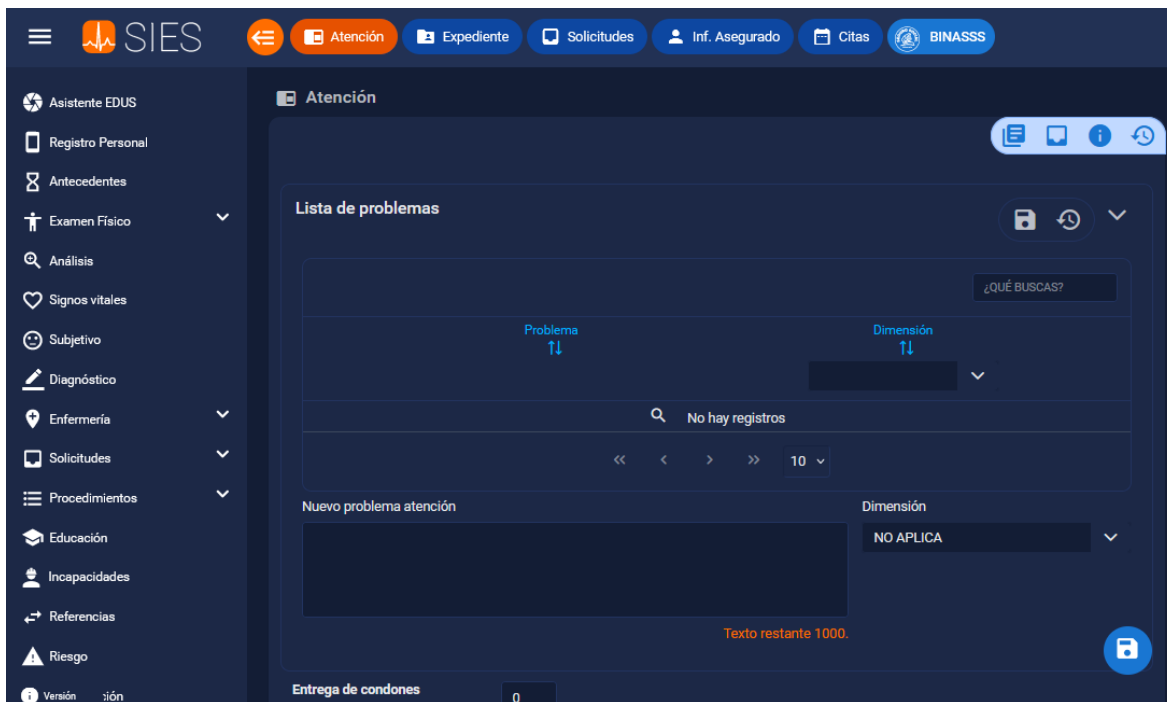 SIES
Atención
Expediente
Solicitudes
Inf. Asegurado
Citas
BINASSS
Asistente EDUS
Registro Personal
Antecedentes
Examen Físico
Análisis
Signos vitales
Subjetivo
Diagnóstico
Enfermería
Solicitudes
Procedimientos
Educación
Incapacidades
Referencias
Riesgo
Versión
Atención
Lista de problemas
¿QUÉ BUSCAS?
Problema
Dimensión
No hay registros
10
Nuevo problema atención
Dimensión
NO APLICA
Texto restante 1000.
Entrega de condones
0